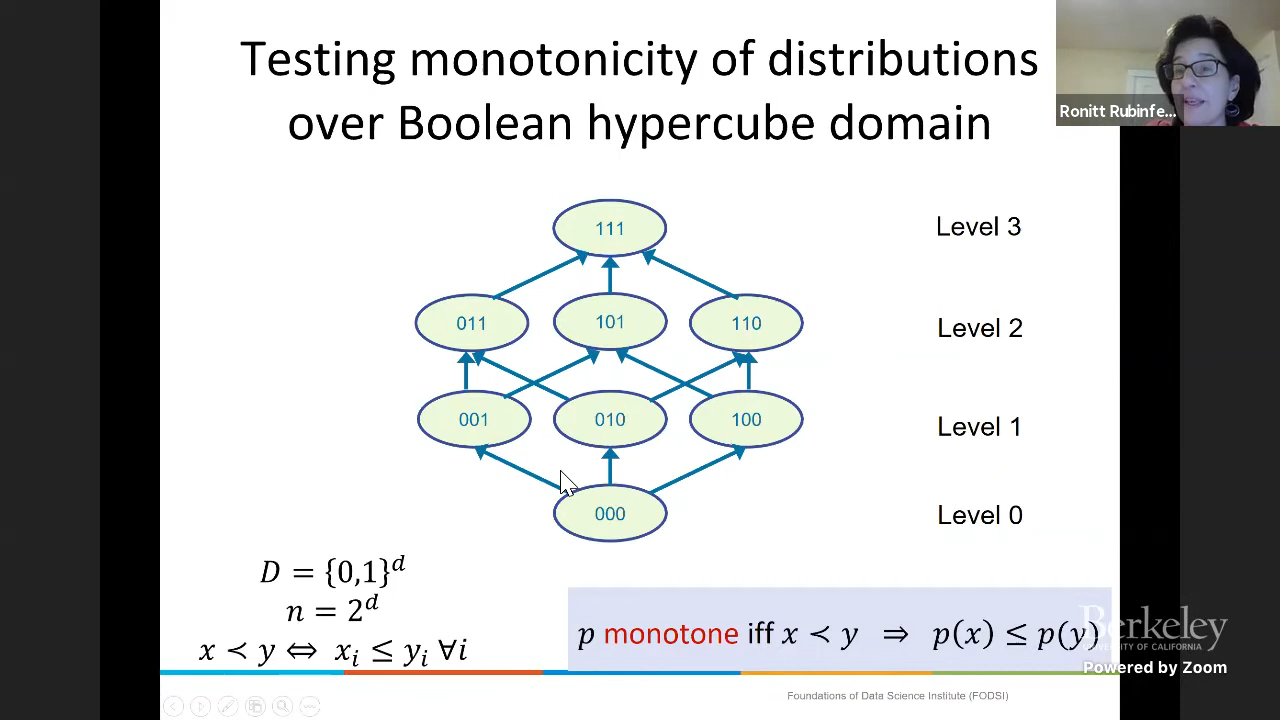 Testing monotonicity of distributions
over Boolean hypercube domain
Ronitt Rubinfe...
111
Level 3
011 101 110
Level 2
001 010 100
Level 1
000
Level 0
D = {0,1}^d
n = 2^d
x ≺ y ⇔ x_i ≤ y_i ∀i
p monotone iff x ≺ y ⇒ p(x) ≤ p(y)
Berkeley
UNIVERSITY OF CALIFORNIA
Powered by Zoom
Foundations of Data Science Institute (FODSI)